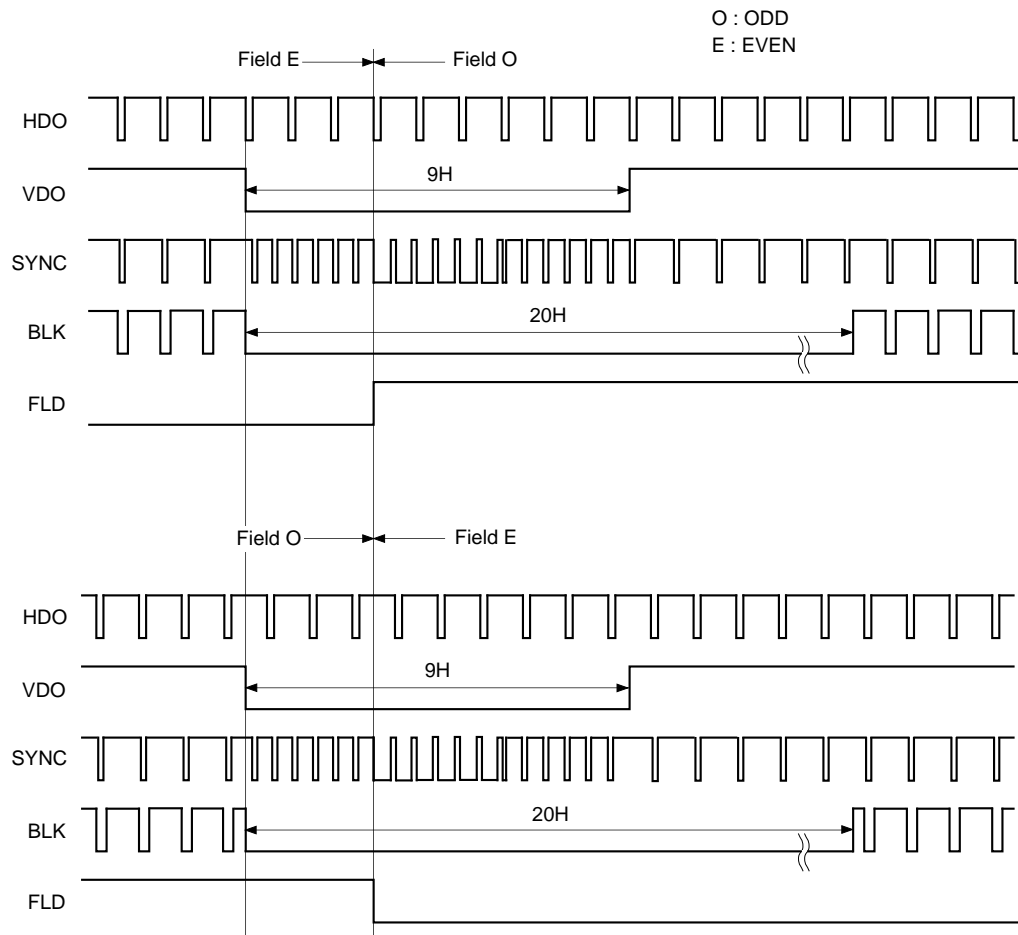 O : ODD
E : EVEN
Field E
Field O
HDO
VDO
9H
SYNC
BLK
20H
FLD
Field O
Field E
HDO
VDO
9H
SYNC
BLK
20H
FLD